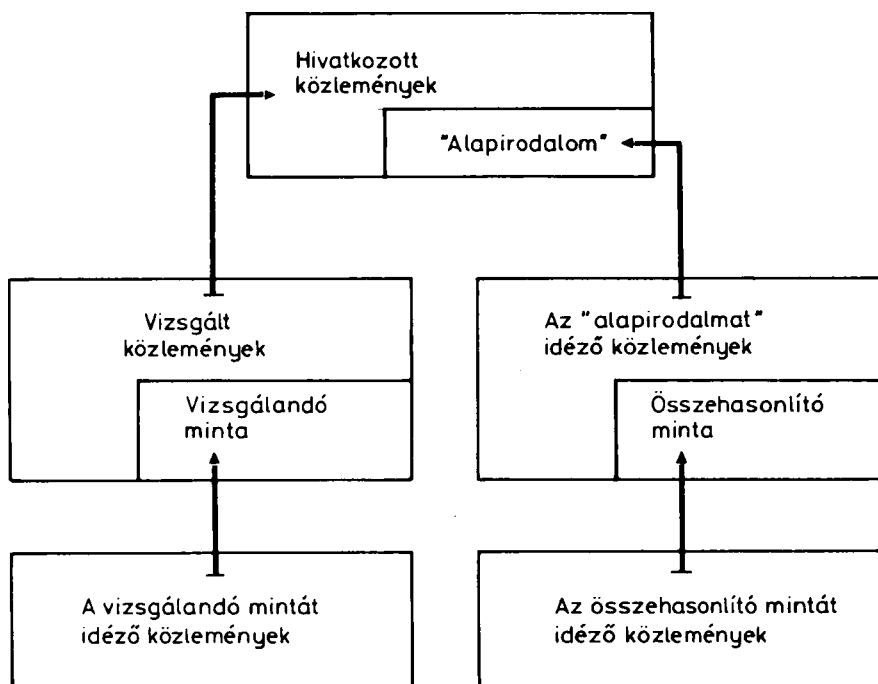 Hivatkozott
közlemények
"Alapirodalom"
Vizsgált
közlemények
Vizsgálandó
minta
Az "alapirodalmat"
idéző közlemények
Összehasonlító
minta
A vizsgálandó mintát
idéző közlemények
Az összehasonlító mintát
idéző közlemények